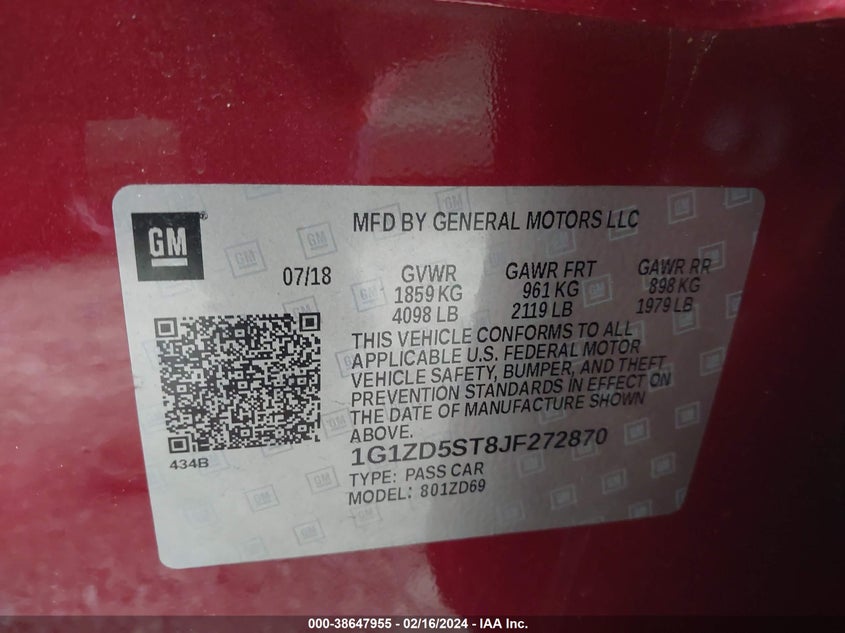 GM
MFD BY GENERAL MOTORS LLC
07/18
GVWR
1859 KG
4098 LB
GAWR FRT
961 KG
2119 LB
GAWR RR
898 KG
1979 LB
THIS VEHICLE CONFORMS TO ALL
APPLICABLE U.S. FEDERAL MOTOR
VEHICLE SAFETY, BUMPER, AND THEFT
PREVENTION STANDARDS IN EFFECT ON
THE DATE OF MANUFACTURE SHOWN
ABOVE.
434B
1G1ZD5ST8JF272870
TYPE: PASS CAR
MODEL: 801ZD69
000-38647955 - 02/16/2024 - IAA Inc.